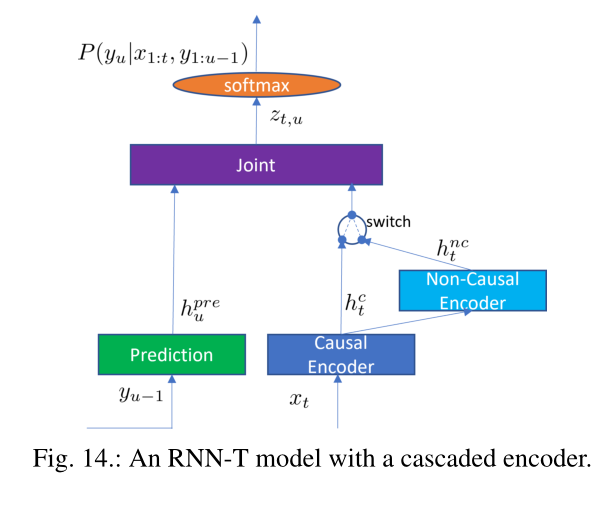 P(y_u|x_{1:t}, y_{1:u-1})
softmax
z_{t,u}
Joint
switch
h_t^{nc}
Non-Causal
Encoder
h_u^{pre}
h_t^c
Prediction
Causal
Encoder
y_{u-1}
x_t
Fig. 14.: An RNN-T model with a cascaded encoder.